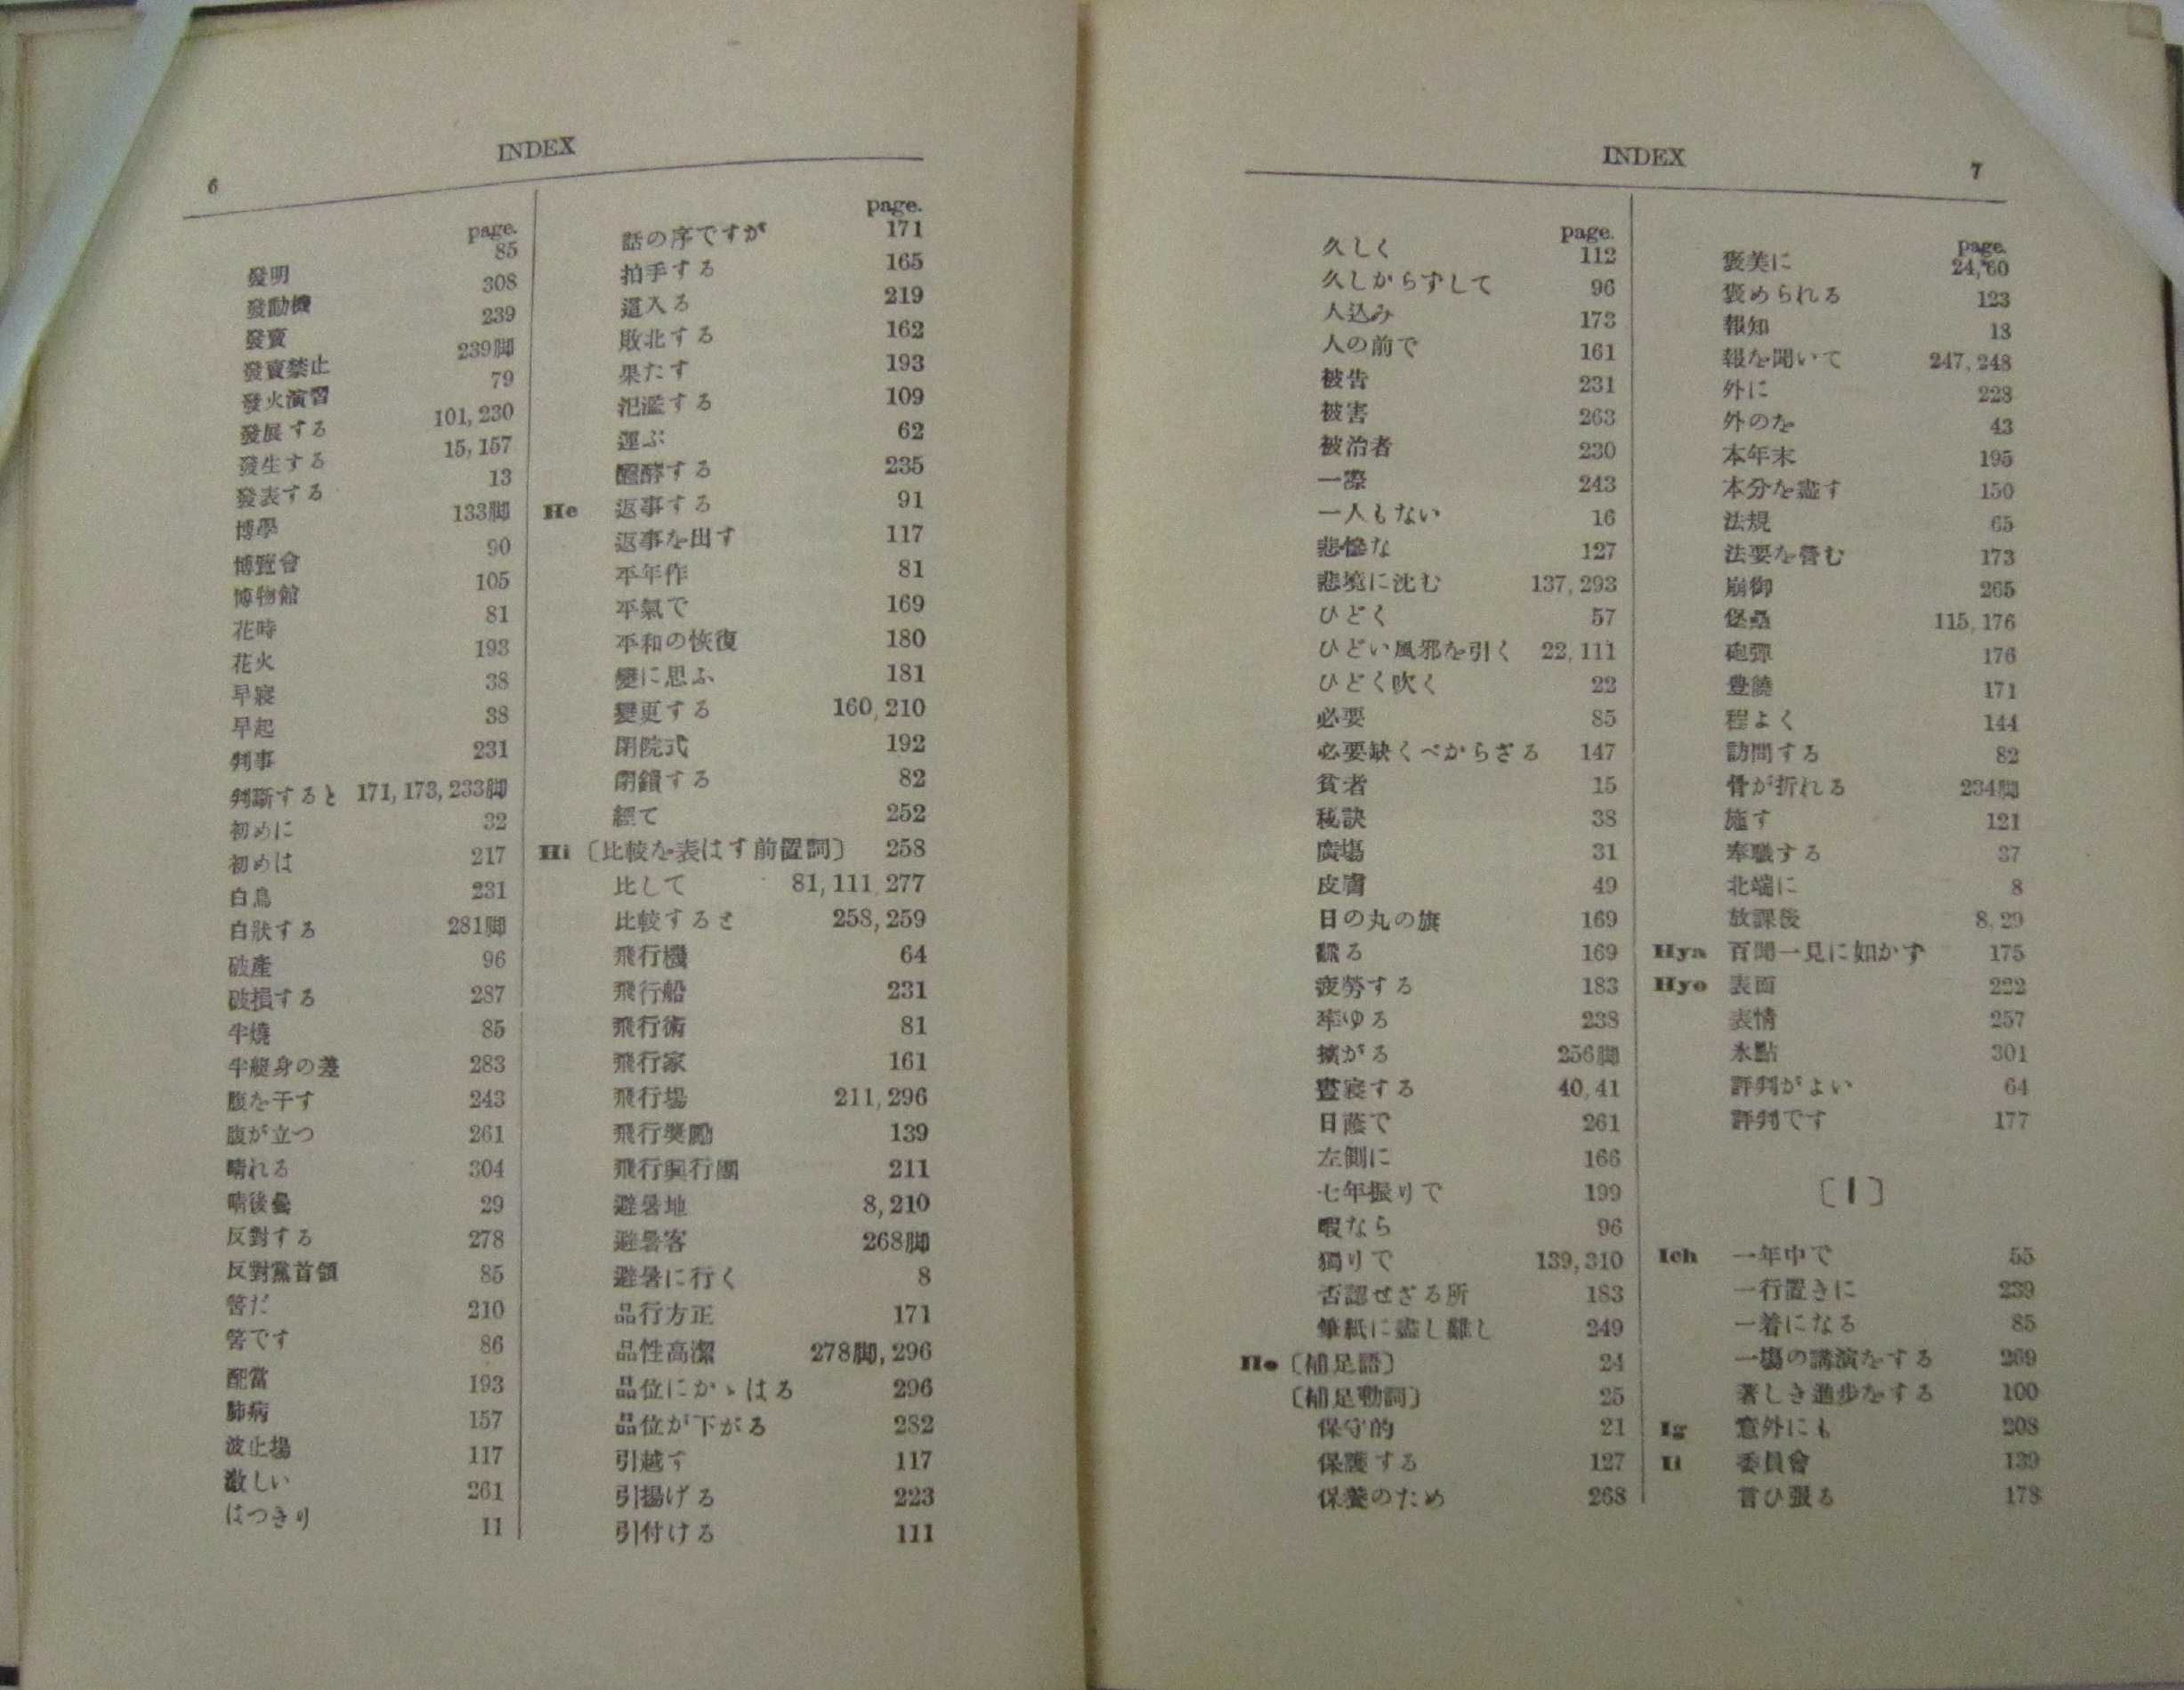 INDEX
6
page.
發明 85
發動機 308
發賣 239
發賣禁止 239脚
發火演習 79
發展する 101, 230
發生する 15, 157
發表する 13
博學 133脚
博覽會 90
博物館 105
花時 81
花火 193
早寢 38
早起 38
判事 231
判斷すると 171, 173, 233脚
初めに 32
初めは 217
白鳥 231
白狀する 281脚
破產 96
破損する 287
半燒 85
半艇身の差 283
腹を干す 243
腹が立つ 261
晴れる 304
晴後曇 29
反對する 278
反對黨首領 85
筈だ 210
筈です 86
配當 193
肺病 157
波止場 117
激しい 261
はつきり 11
page.
話の序ですが 171
拍手する 165
這入る 219
敗北する 162
果たす 193
氾濫する 109
運ぶ 62
醱酵する 235
He 返事する 91
返事を出す 117
平年作 81
平氣で 169
平和の恢復 180
變に思ふ 181
變更する 160, 210
閉院式 192
閉鎖する 82
經て 252
Hi 〔比較を表はす前置詞〕 258
比して 81, 111, 277
比較すると 258, 259
飛行機 64
飛行船 231
飛行術 81
飛行家 161
飛行場 211, 296
飛行獎勵 139
飛行興行團 211
避暑地 8, 210
避暑客 268脚
避暑に行く 8
品行方正 171
品性高潔 278脚, 296
品位にかゝはる 296
品位が下がる 282
引越す 117
引揚げる 223
引付ける 111
INDEX
7
page.
久しく 112
久しからずして 96
人込み 173
人の前で 161
被告 231
被害 263
被治者 230
一際 243
一人もない 16
悲慘な 127
悲境に沈む 137, 293
ひどく 57
ひどい風邪を引く 22, 111
ひどく吹く 22
必要 85
必要缺くべからざる 147
貧者 15
秘訣 38
廣場 31
皮膚 49
日の丸の旗 169
飜る 169
疲勞する 183
率ゆる 238
擴がる 256脚
晝寢する 40, 41
日蔭で 261
左側に 166
七年振りで 199
暇なら 96
獨りで 139, 310
否認せざる所 183
筆紙に盡し難し 249
Ho 〔補足語〕 24
〔補足動詞〕 25
保守的 21
保護する 127
保養のため 268
page.
褒美に 24, 60
褒められる 123
報知 13
報を聞いて 247, 248
外に 228
外のを 43
本年末 195
本分を盡す 150
法規 65
法要を營む 173
崩御 265
堡壘 115, 176
砲彈 176
豊饒 171
程よく 144
訪問する 82
骨が折れる 234脚
施す 121
奉職する 37
北端に 8
放課後 8, 29
Hya 百聞一見に如かず 175
Hyo 表面 222
表情 257
氷點 301
評判がよい 64
評判です 177
〔I〕
Ich 一年中で 55
一行置きに 239
一着になる 85
一場の講演をする 269
著しき進步をする 100
Ig 意外にも 208
Ii 委員會 139
言ひ張る 178